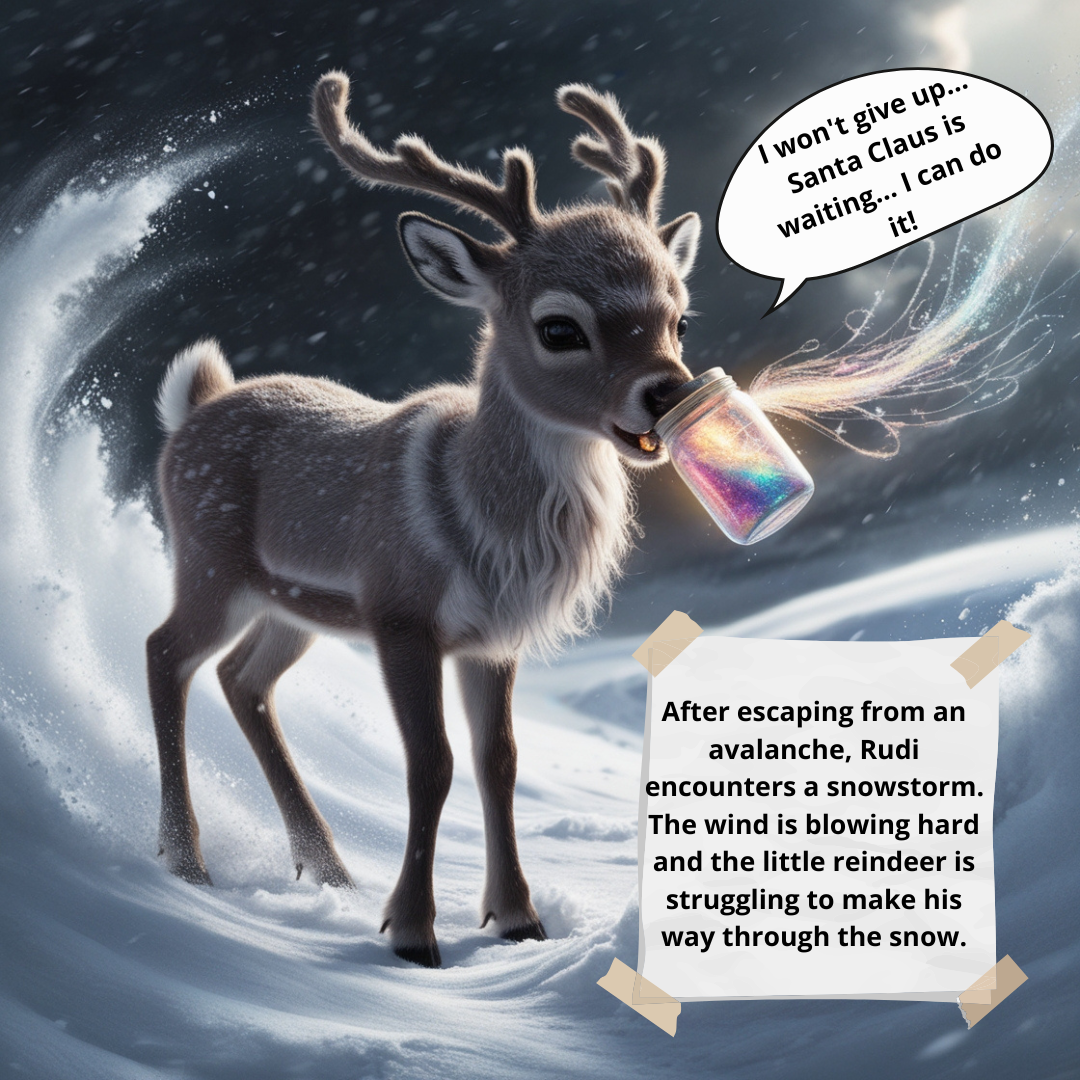 I won't give up...
Santa Claus is
waiting... I can do
it!
After escaping from an
avalanche, Rudi
encounters a snowstorm.
The wind is blowing hard
and the little reindeer is
struggling to make his
way through the snow.